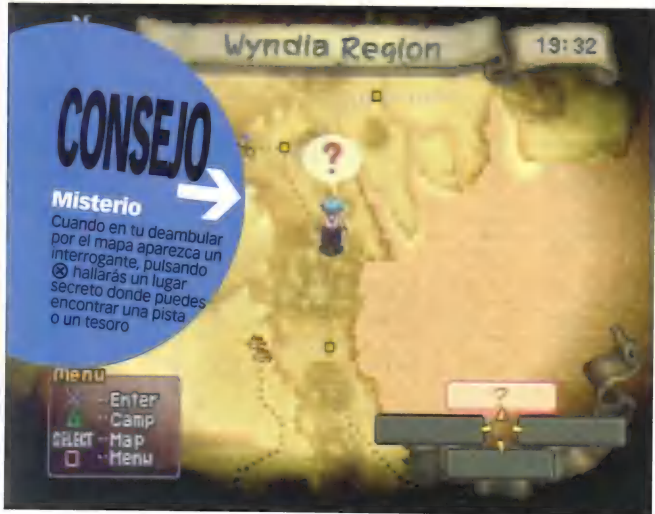 Wyndia Region
19:32
CONSEJO
Misterio
Cuando en tu deambular
por el mapa aparezca un
interrogante, pulsando
ⓧ hallarás un lugar
secreto donde puedes
encontrar una pista
o un tesoro
?
Menu
X --Enter
△ --Camp
SELECT --Map
□ --Menu
?